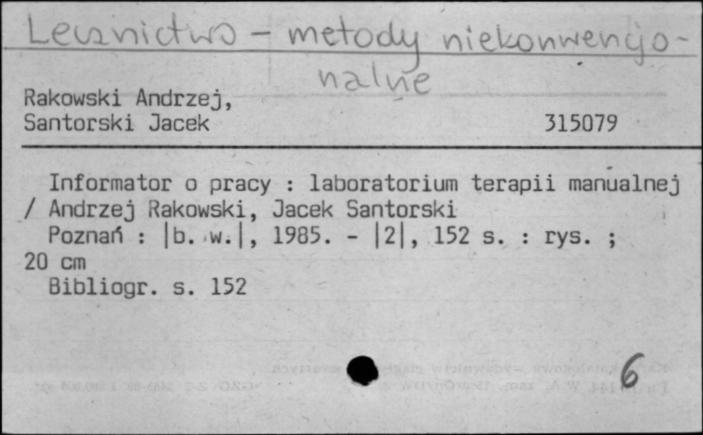 Lecznictwo - metody niekonwencjo-
nalne
Rakowski Andrzej,
Santorski Jacek 315079
Informator o pracy : laboratorium terapii manualnej
/ Andrzej Rakowski, Jacek Santorski
Poznań : |b. w.|, 1985. - |2|, 152 s. : rys. ;
20 cm
Bibliogr. s. 152
6